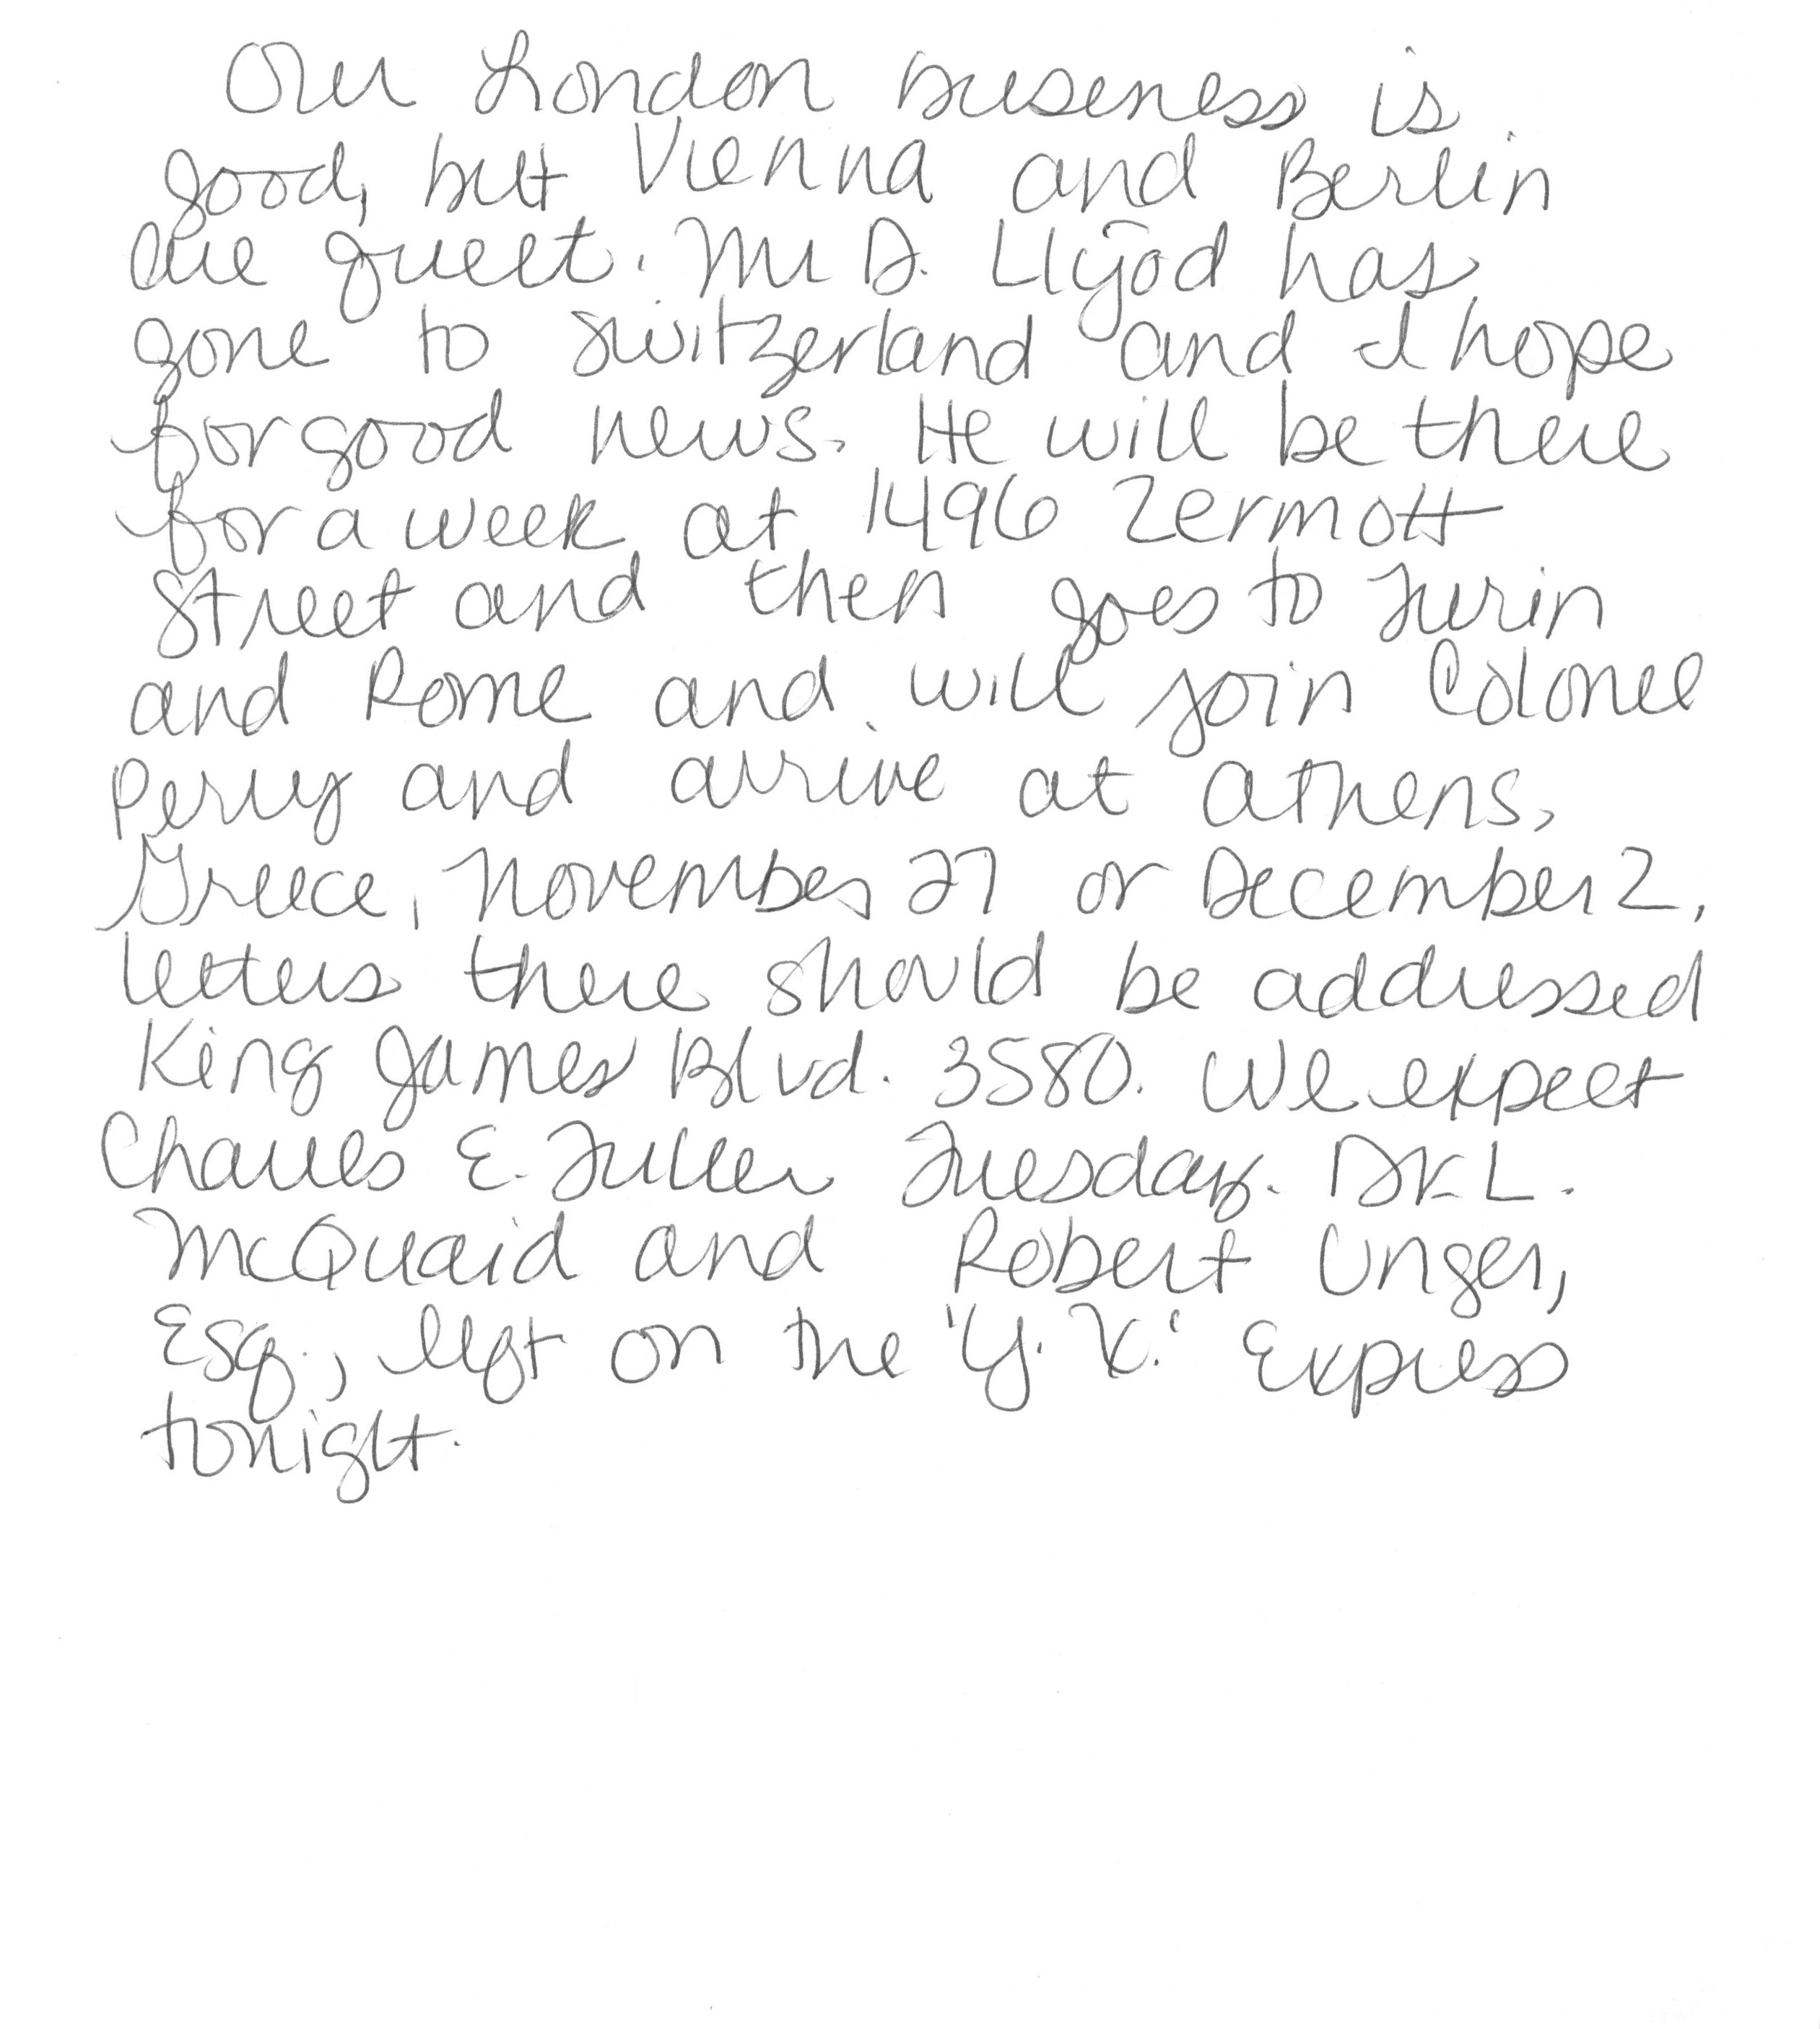 Our London business is
good, but Vienna and Berlin
are quiet. Mr D. Llyod has
gone to Switzerland and I hope
for good news. He will be there
for a week at 1496 Zermott
Street and then goes to Turin
and Rome and will join Colonel
Perry and arrive at Athens,
Greece, November 27 or December 2,
letters there should be addressed
King James Blvd. 3580. We expect
Charles E. Fuller Tuesday. Dr L.
McQuaid and Robert Unger,
Esq., left on the 'Y. X.' Express
tonight.